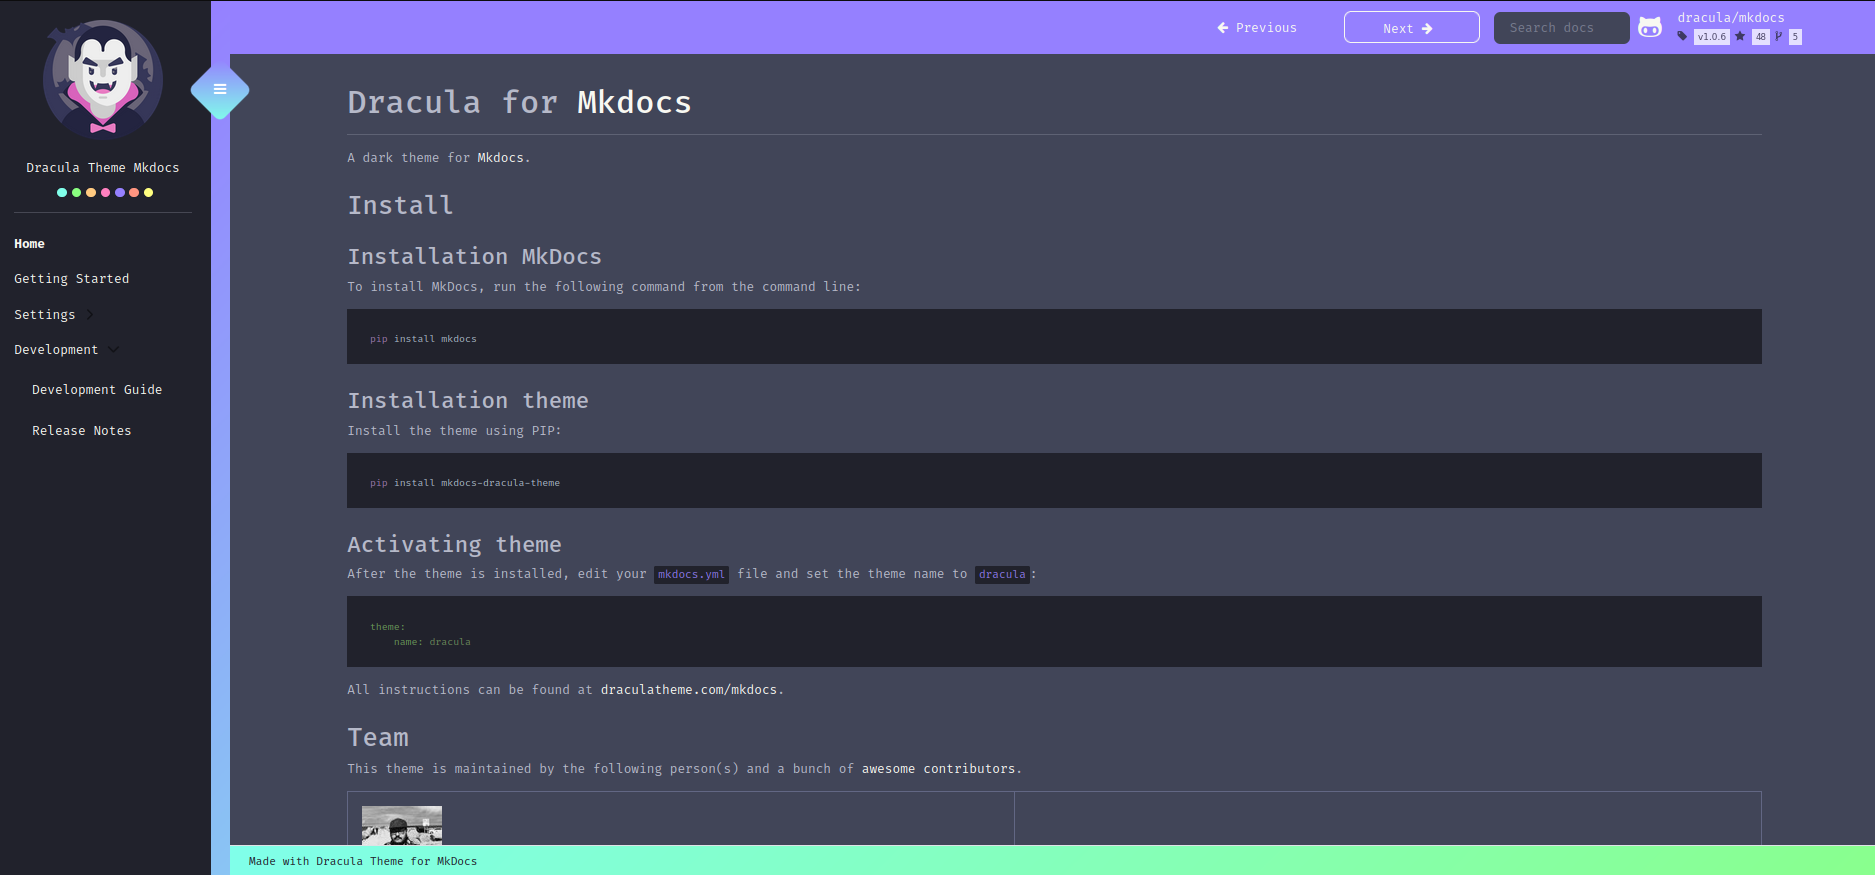 Dracula Theme Mkdocs
Home
Getting Started
Settings
Development
Development Guide
Release Notes
Previous
Next
Search docs
dracula/mkdocs
v1.0.6 48 5
Dracula for Mkdocs
A dark theme for Mkdocs.
Install
Installation MkDocs
To install MkDocs, run the following command from the command line:
pip install mkdocs
Installation theme
Install the theme using PIP:
pip install mkdocs-dracula-theme
Activating theme
After the theme is installed, edit your mkdocs.yml file and set the theme name to dracula:
theme:
    name: dracula
All instructions can be found at draculatheme.com/mkdocs.
Team
This theme is maintained by the following person(s) and a bunch of awesome contributors.
Made with Dracula Theme for MkDocs